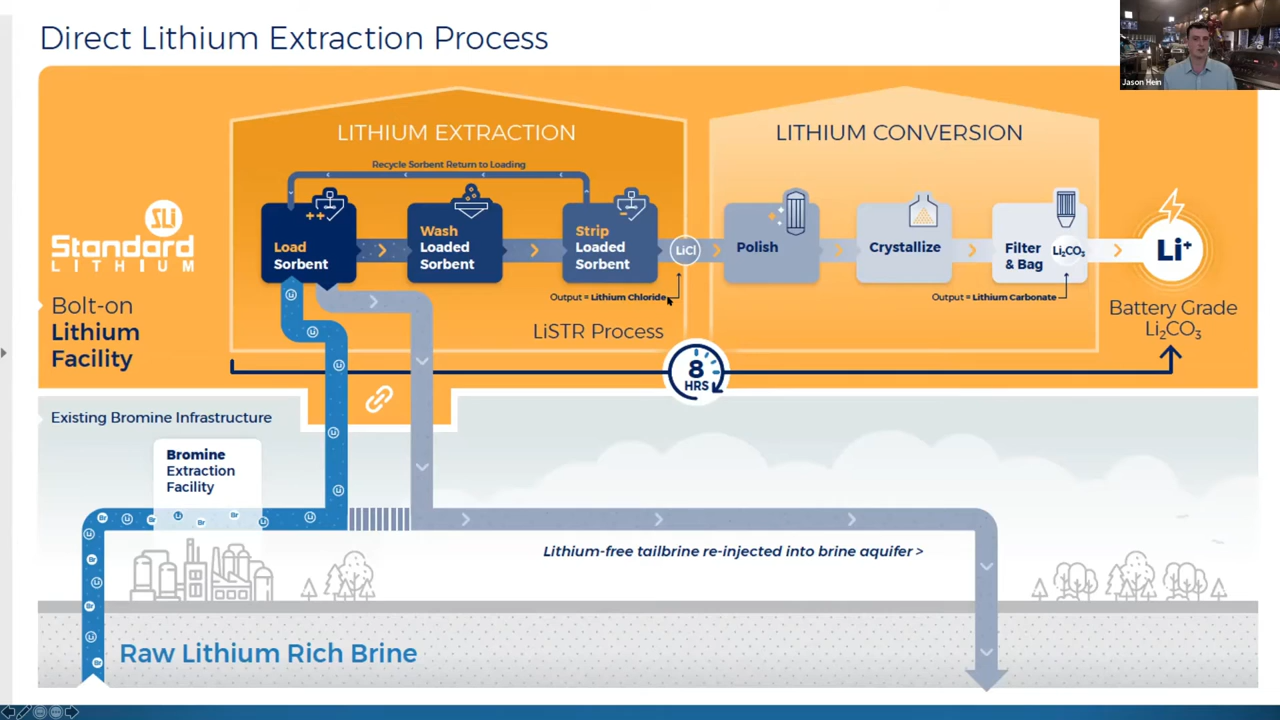 Direct Lithium Extraction Process
Jason Hein
LITHIUM EXTRACTION
LITHIUM CONVERSION
Recycle Sorbent Return to Loading
SLi
Standard
LITHIUM
Bolt-on
Lithium
Facility
++
Load
Sorbent
Wash
Loaded
Sorbent
Strip
Loaded
Sorbent
LiCl
Output = Lithium Chloride
LiSTR Process
Polish
Crystallize
Filter
& Bag
Li₂CO₃
Output = Lithium Carbonate
Li⁺
Battery Grade
Li₂CO₃
8
HRS
Existing Bromine Infrastructure
Bromine
Extraction
Facility
Lithium-free tailbrine re-injected into brine aquifer >
Raw Lithium Rich Brine